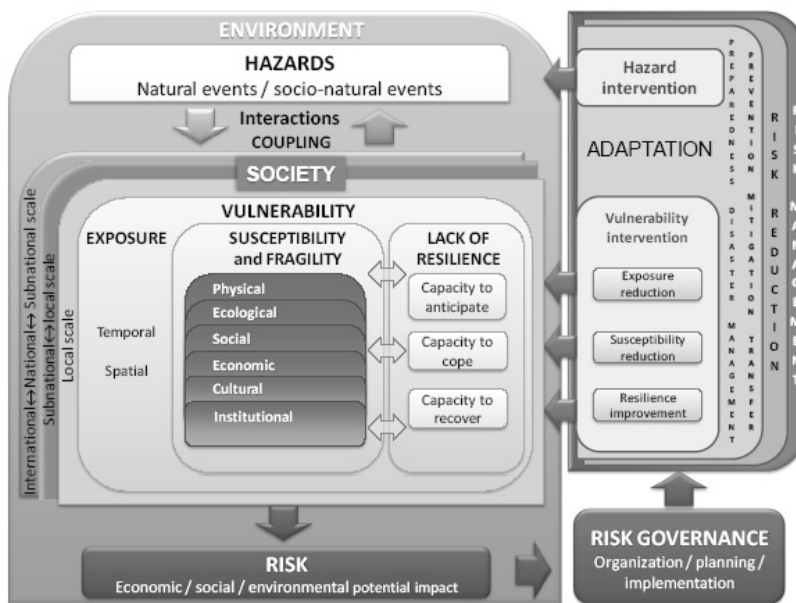 ENVIRONMENT
HAZARDS
Natural events / socio-natural events
Interactions
COUPLING
SOCIETY
International↔National↔Subnational scale
Subnational↔local scale
Local scale
VULNERABILITY
EXPOSURE
Temporal
Spatial
SUSCEPTIBILITY
and FRAGILITY
Physical
Ecological
Social
Economic
Cultural
Institutional
LACK OF
RESILIENCE
Capacity to
anticipate
Capacity to
cope
Capacity to
recover
RISK
Economic / social / environmental potential impact
Hazard
intervention
ADAPTATION
Vulnerability
intervention
Exposure
reduction
Susceptibility
reduction
Resilience
improvement
PREPAREDNESS DISASTER MANAGEMENT
PREVENTION MITIGATION TRANSFER
RISK REDUCTION
RISK MANAGEMENT
RISK GOVERNANCE
Organization / planning /
implementation